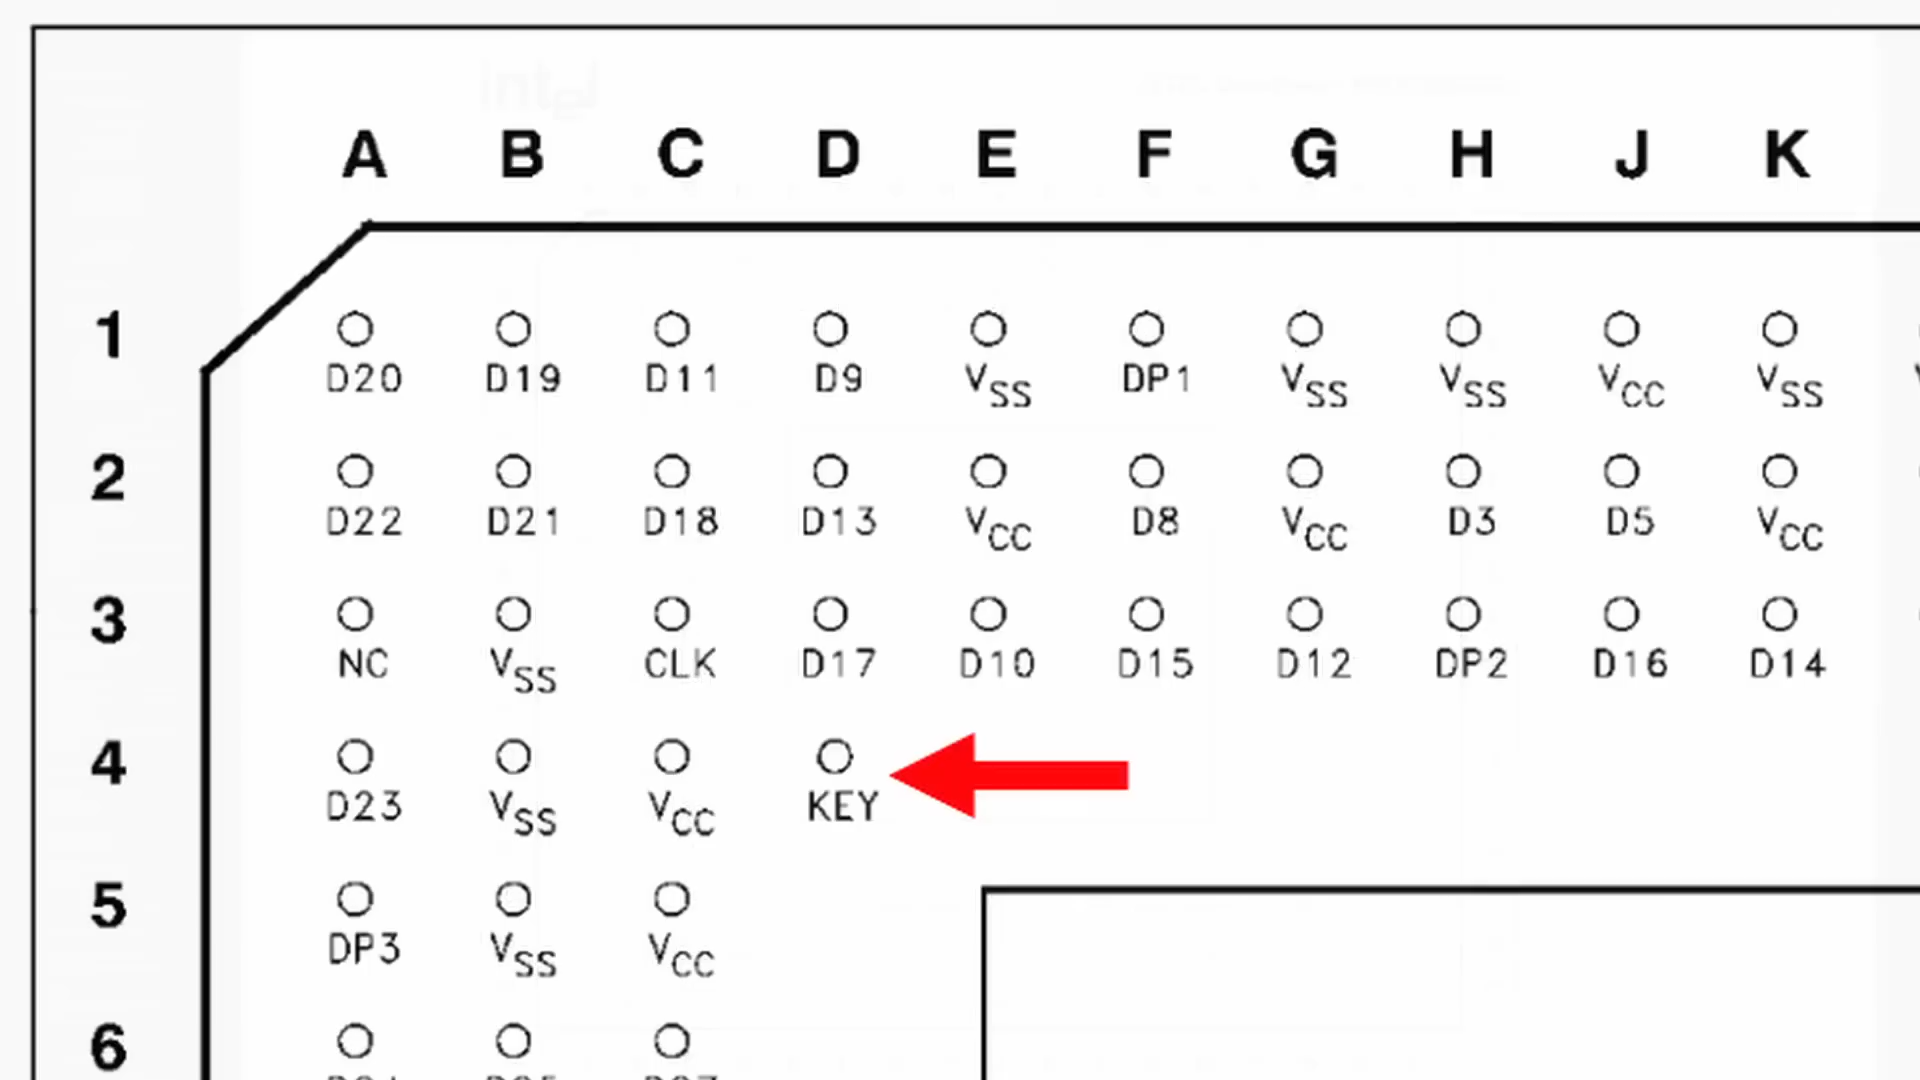 intel
A B C D E F G H J K
1
D20 D19 D11 D9 VSS DP1 VSS VSS VCC VSS
2
D22 D21 D18 D13 VCC D8 VCC D3 D5 VCC
3
NC VSS CLK D17 D10 D15 D12 DP2 D16 D14
4
D23 VSS VCC KEY
5
DP3 VSS VCC
6